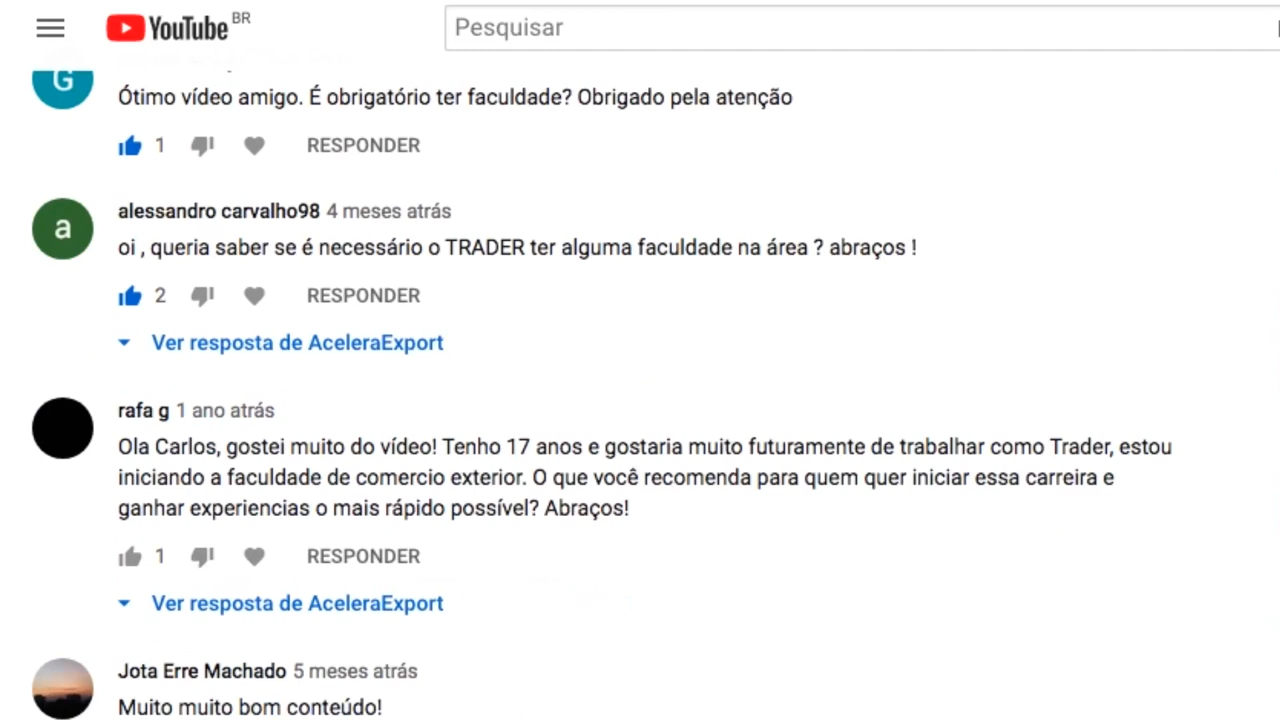 YouTube BR
Pesquisar
G
Ótimo vídeo amigo. É obrigatório ter faculdade? Obrigado pela atenção
1 RESPONDER
a
alessandro carvalho98 4 meses atrás
oi , queria saber se é necessário o TRADER ter alguma faculdade na área ? abraços !
2 RESPONDER
Ver resposta de AceleraExport
rafa g 1 ano atrás
Ola Carlos, gostei muito do vídeo! Tenho 17 anos e gostaria muito futuramente de trabalhar como Trader, estou
iniciando a faculdade de comercio exterior. O que você recomenda para quem quer iniciar essa carreira e
ganhar experiencias o mais rápido possível? Abraços!
1 RESPONDER
Ver resposta de AceleraExport
Jota Erre Machado 5 meses atrás
Muito muito bom conteúdo!